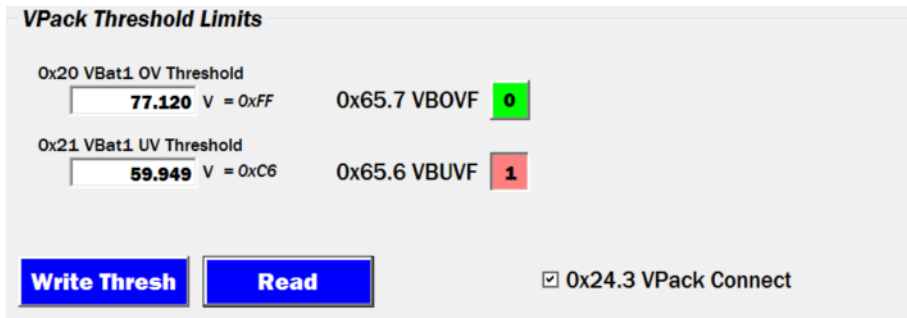 VPack Threshold Limits
0x20 VBat1 OV Threshold
77.120 V = 0xFF
0x65.7 VBOVF 0
0x21 VBat1 UV Threshold
59.949 V = 0xC6
0x65.6 VBUVF 1
Write Thresh Read
0x24.3 VPack Connect